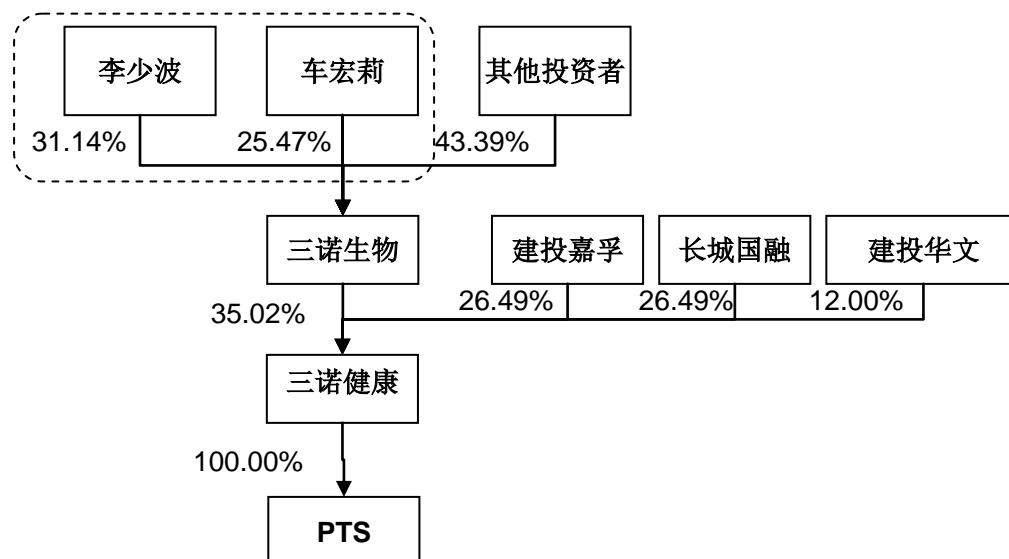 李少波
车宏莉
其他投资者
31.14%
25.47%
43.39%
三诺生物
建投嘉孚
长城国融
建投华文
35.02%
26.49%
26.49%
12.00%
三诺健康
100.00%
PTS